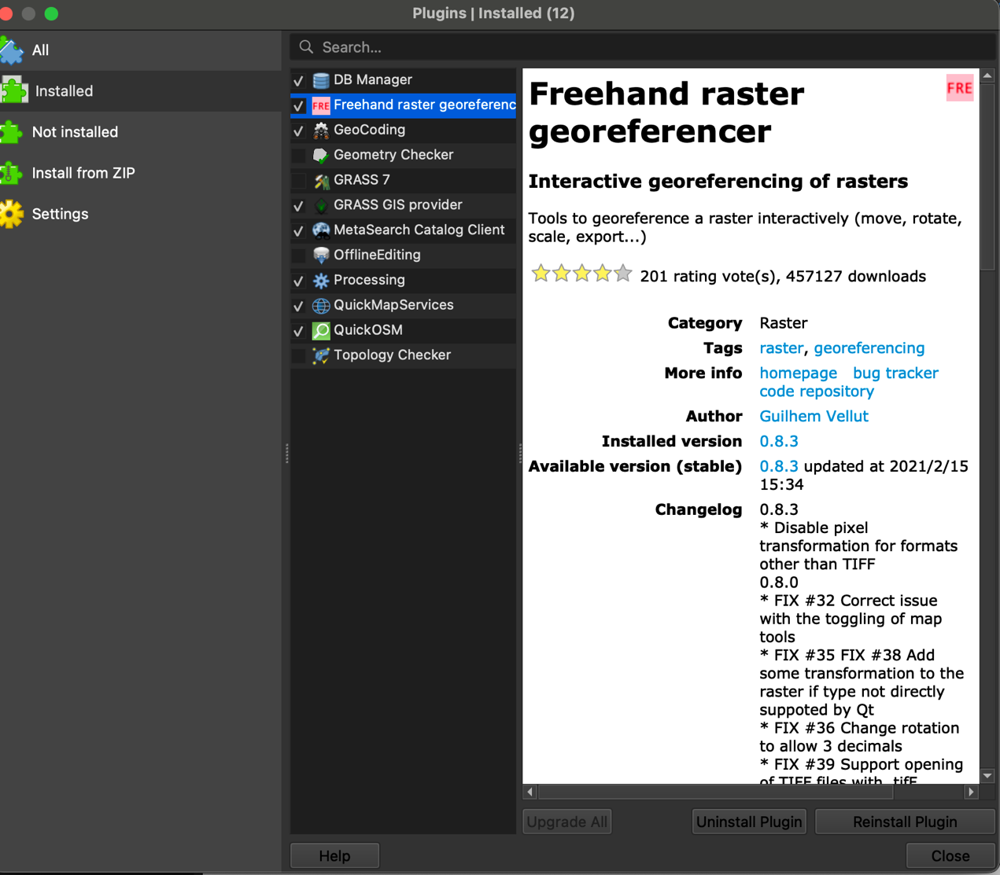 Plugins | Installed (12)
All
Installed
Not installed
Install from ZIP
Settings
Search...
DB Manager
FRE Freehand raster georeferenc
GeoCoding
Geometry Checker
GRASS 7
GRASS GIS provider
MetaSearch Catalog Client
OfflineEditing
Processing
QuickMapServices
QuickOSM
Topology Checker
FRE
Freehand raster
georeferencer
Interactive georeferencing of rasters
Tools to georeference a raster interactively (move, rotate,
scale, export...)
201 rating vote(s), 457127 downloads
Category Raster
Tags raster, georeferencing
More info homepage bug tracker
code repository
Author Guilhem Vellut
Installed version 0.8.3
Available version (stable) 0.8.3 updated at 2021/2/15
15:34
Changelog 0.8.3
* Disable pixel
transformation for formats
other than TIFF
0.8.0
* FIX #32 Correct issue
with the toggling of map
tools
* FIX #35 FIX #38 Add
some transformation to the
raster if type not directly
suppoted by Qt
* FIX #36 Change rotation
to allow 3 decimals
* FIX #39 Support opening
of TIFF files with .tifF
Upgrade All
Uninstall Plugin
Reinstall Plugin
Help
Close